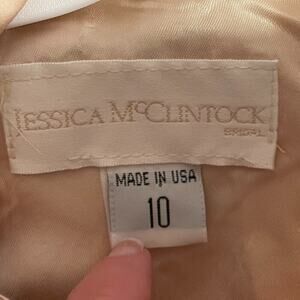 JESSICA McCLINTOCK
BRIDAL
MADE IN USA
10